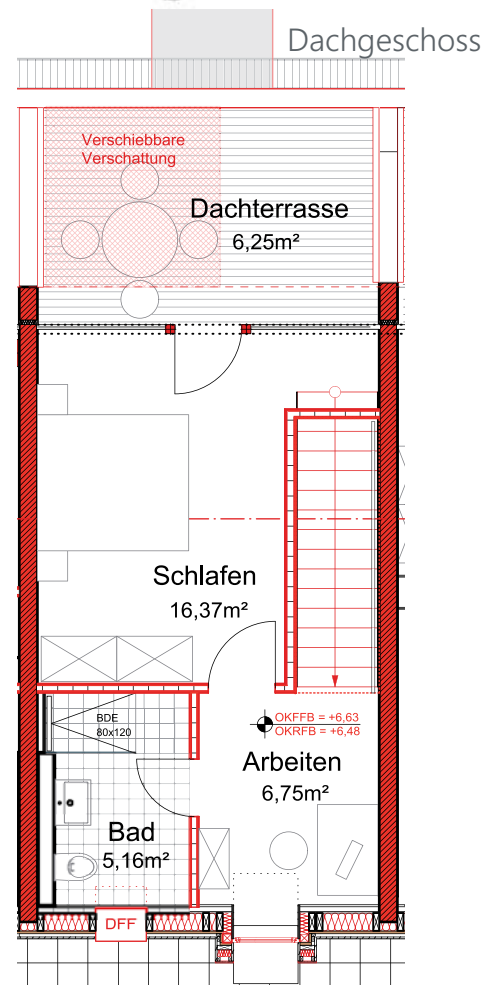 Dachgeschoss
Verschiebbare
Verschattung
Dachterrasse
6,25m²
Schlafen
16,37m²
BDE
80x120
OKFFB = +6,63
OKRFB = +6,48
Arbeiten
6,75m²
Bad
5,16m²
DFF